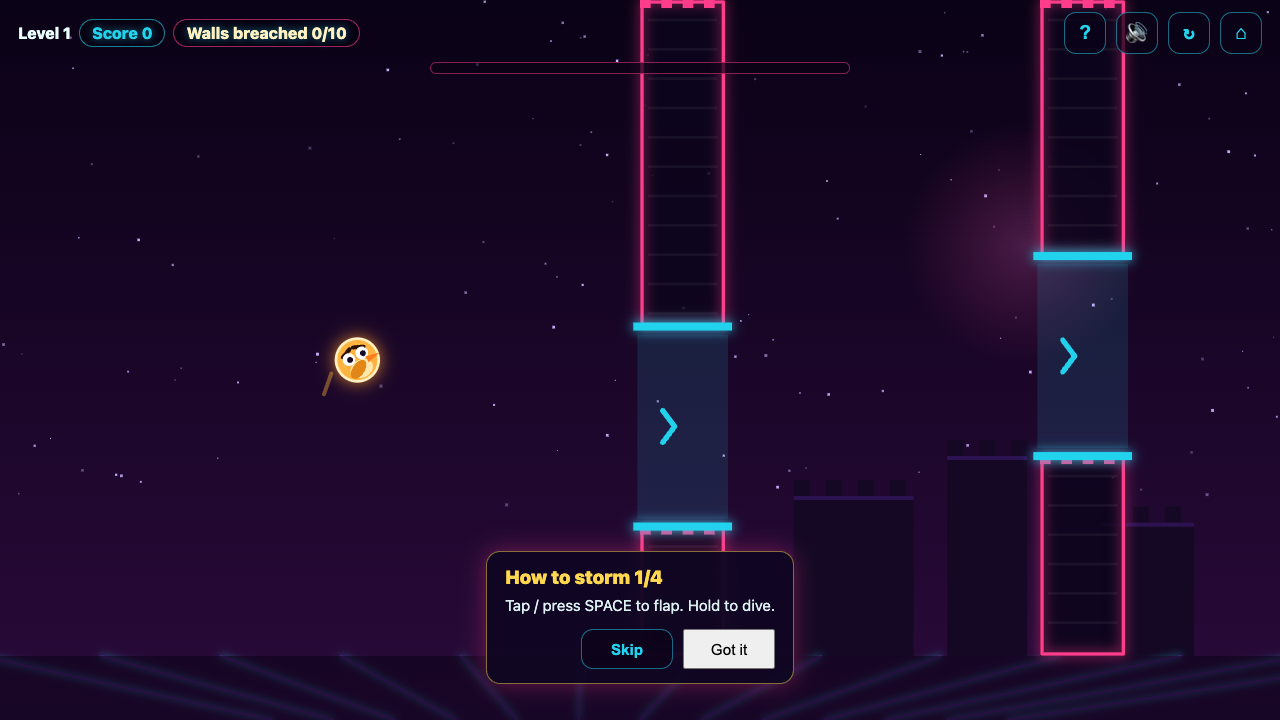 Level 1 Score 0 Walls breached 0/10 ?
How to storm 1/4
Tap / press SPACE to flap. Hold to dive.
Skip Got it